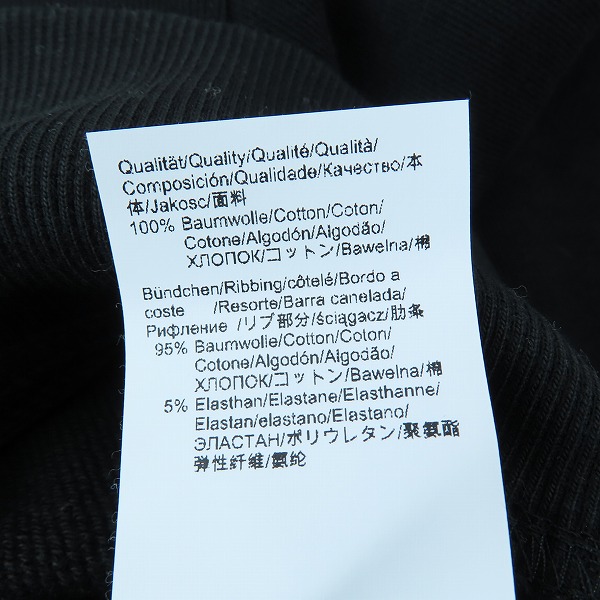 Qualität/Quality/Qualité/Qualità/
Composición/Qualidade/Качество/本
体/Jakosc/面料
100% Baumwolle/Cotton/Coton/
Cotone/Algodón/Algodão/
ХЛОПОК/コットン/Bawelna/棉
Bündchen/Ribbing/côtelé/Bordo a
coste /Resorte/Barra canelada/
Рифление /リブ部分/ściągacz/肋条
95% Baumwolle/Cotton/Coton/
Cotone/Algodón/Algodão/
ХЛОПОК/コットン/Bawelna/棉
5% Elasthan/Elastane/Elasthanne/
Elastan/elastano/Elastano/
ЭЛАСТАН/ポリウレタン/聚氨酯
弹性纤维/氨纶